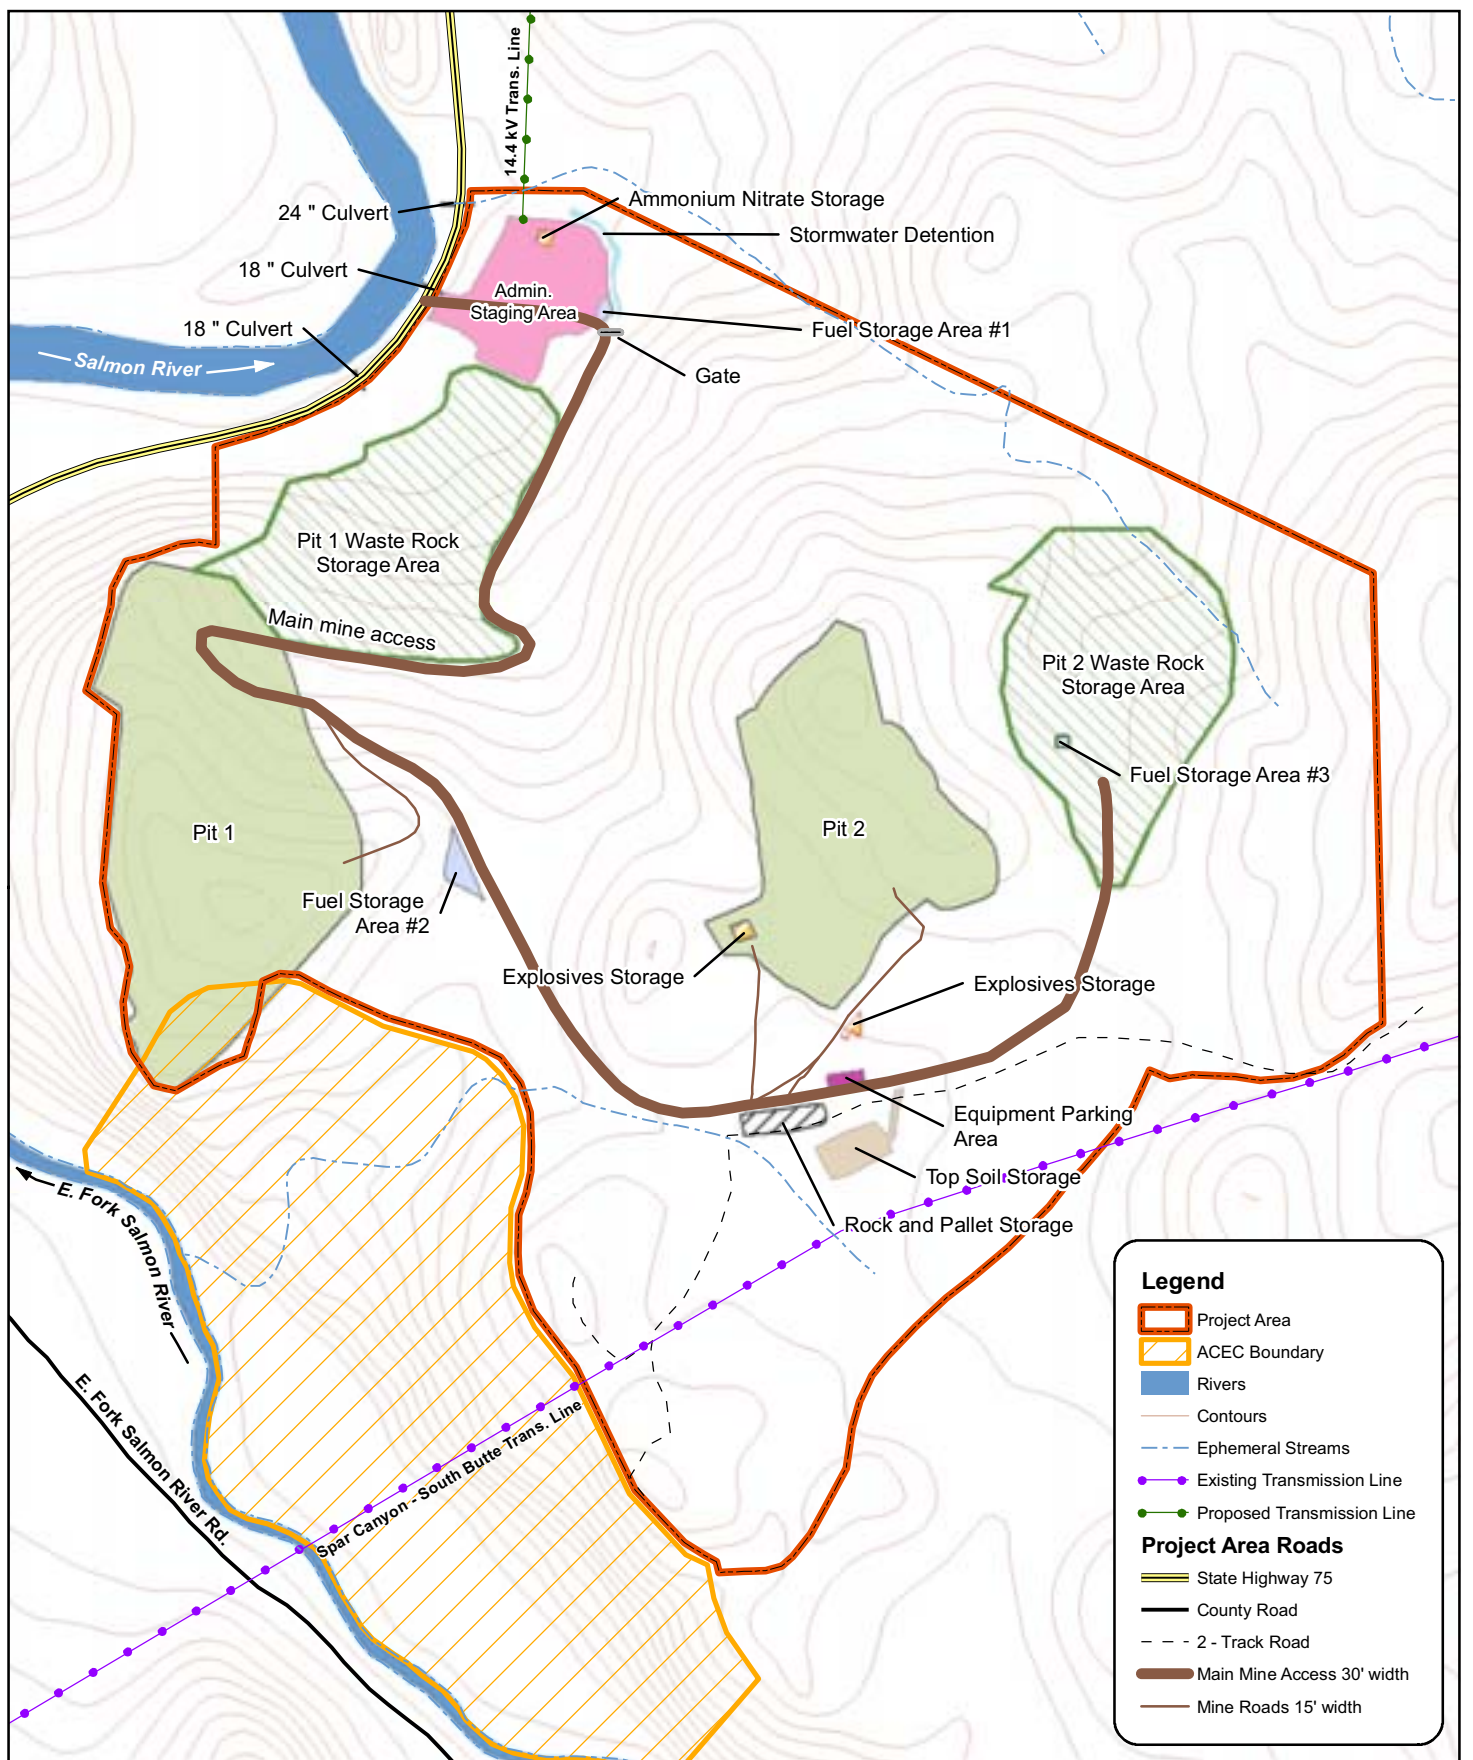 14.4 kV Trans. Line
Ammonium Nitrate Storage
24 " Culvert
Stormwater Detention
18 " Culvert
Admin.
Staging Area
18 " Culvert
Fuel Storage Area #1
Salmon River
Gate
Pit 1 Waste Rock
Storage Area
Main mine access
Pit 2 Waste Rock
Storage Area
Fuel Storage Area #3
Pit 1
Pit 2
Fuel Storage
Area #2
Explosives Storage
Explosives Storage
Equipment Parking
Area
Top Soil Storage
Rock and Pallet Storage
E. Fork Salmon River
E. Fork Salmon River Rd.
Spar Canyon - South Butte Trans. Line
Legend
Project Area
ACEC Boundary
Rivers
Contours
Ephemeral Streams
Existing Transmission Line
Proposed Transmission Line
Project Area Roads
State Highway 75
County Road
2 - Track Road
Main Mine Access 30' width
Mine Roads 15' width